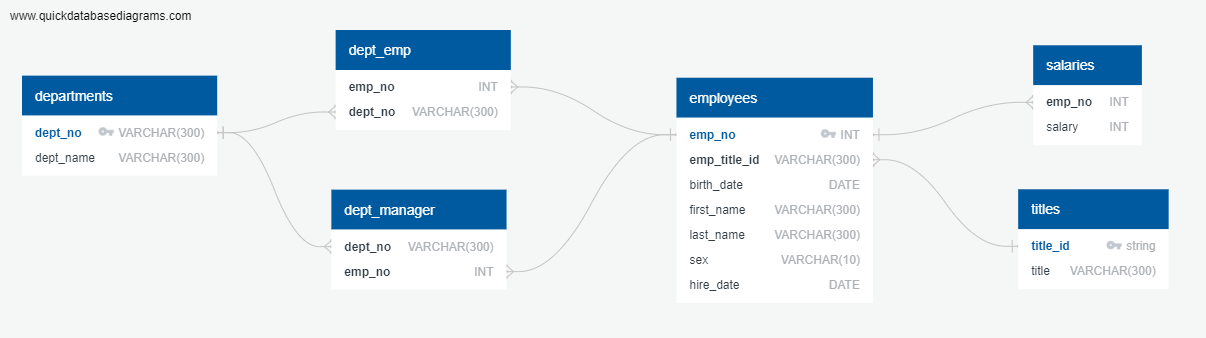 www.quickdatabasediagrams.com
departments
dept_no VARCHAR(300)
dept_name VARCHAR(300)
dept_emp
emp_no INT
dept_no VARCHAR(300)
dept_manager
dept_no VARCHAR(300)
emp_no INT
employees
emp_no INT
emp_title_id VARCHAR(300)
birth_date DATE
first_name VARCHAR(300)
last_name VARCHAR(300)
sex VARCHAR(10)
hire_date DATE
salaries
emp_no INT
salary INT
titles
title_id string
title VARCHAR(300)